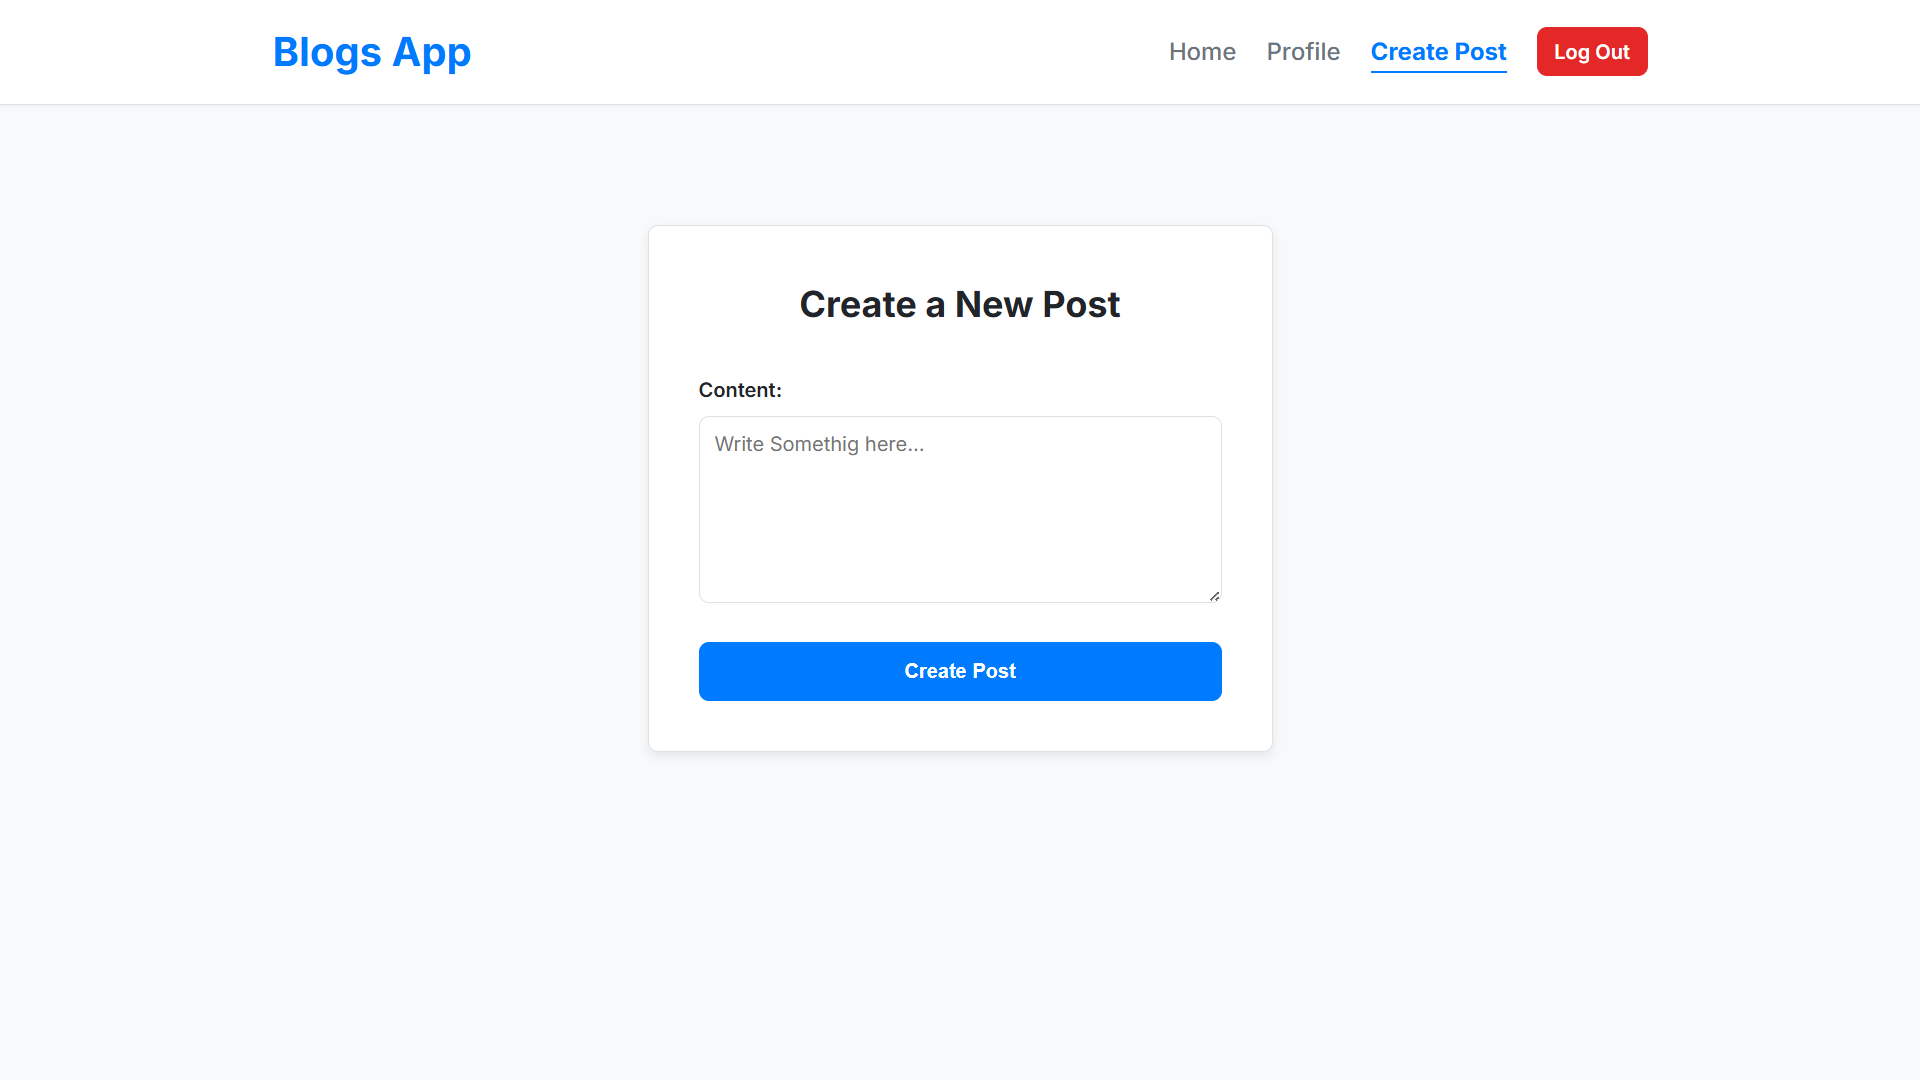 Blogs App
Home Profile Create Post Log Out
Create a New Post
Content:
Write Somethig here...
Create Post